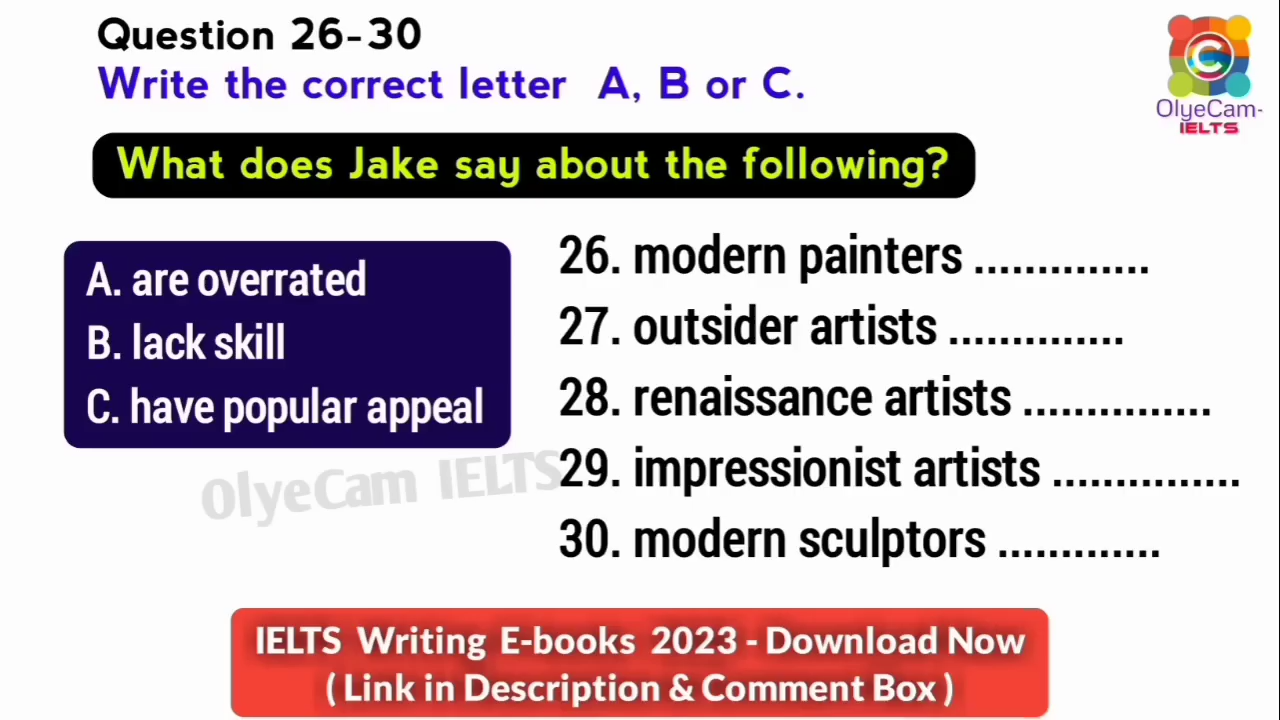 Question 26-30
Write the correct letter A, B or C.
OlyeCam-
IELTS
What does Jake say about the following?
A. are overrated
B. lack skill
C. have popular appeal
26. modern painters ..............
27. outsider artists ..............
28. renaissance artists ...............
29. impressionist artists ...............
30. modern sculptors .............
OlyeCam IELTS
IELTS Writing E-books 2023 - Download Now
( Link in Description & Comment Box )